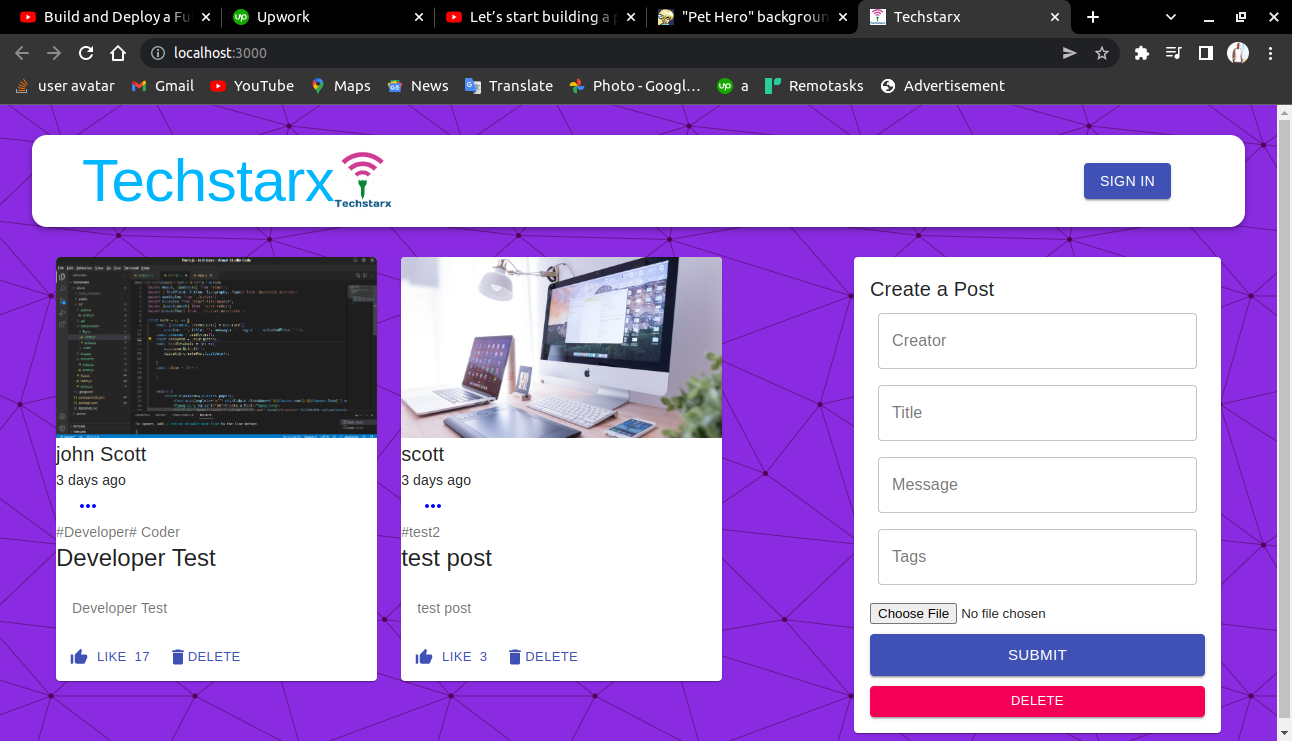 Build and Deploy a Fu
Upwork
Let's start building a p
"Pet Hero" backgroun
Techstarx
localhost:3000
user avatar
Gmail
YouTube
Maps
News
Translate
Photo - Googl...
a
Remotasks
Advertisement
Techstarx
Techstarx
SIGN IN
john Scott
3 days ago
#Developer# Coder
Developer Test
Developer Test
LIKE 17
DELETE
scott
3 days ago
#test2
test post
test post
LIKE 3
DELETE
Create a Post
Creator
Title
Message
Tags
Choose File No file chosen
SUBMIT
DELETE